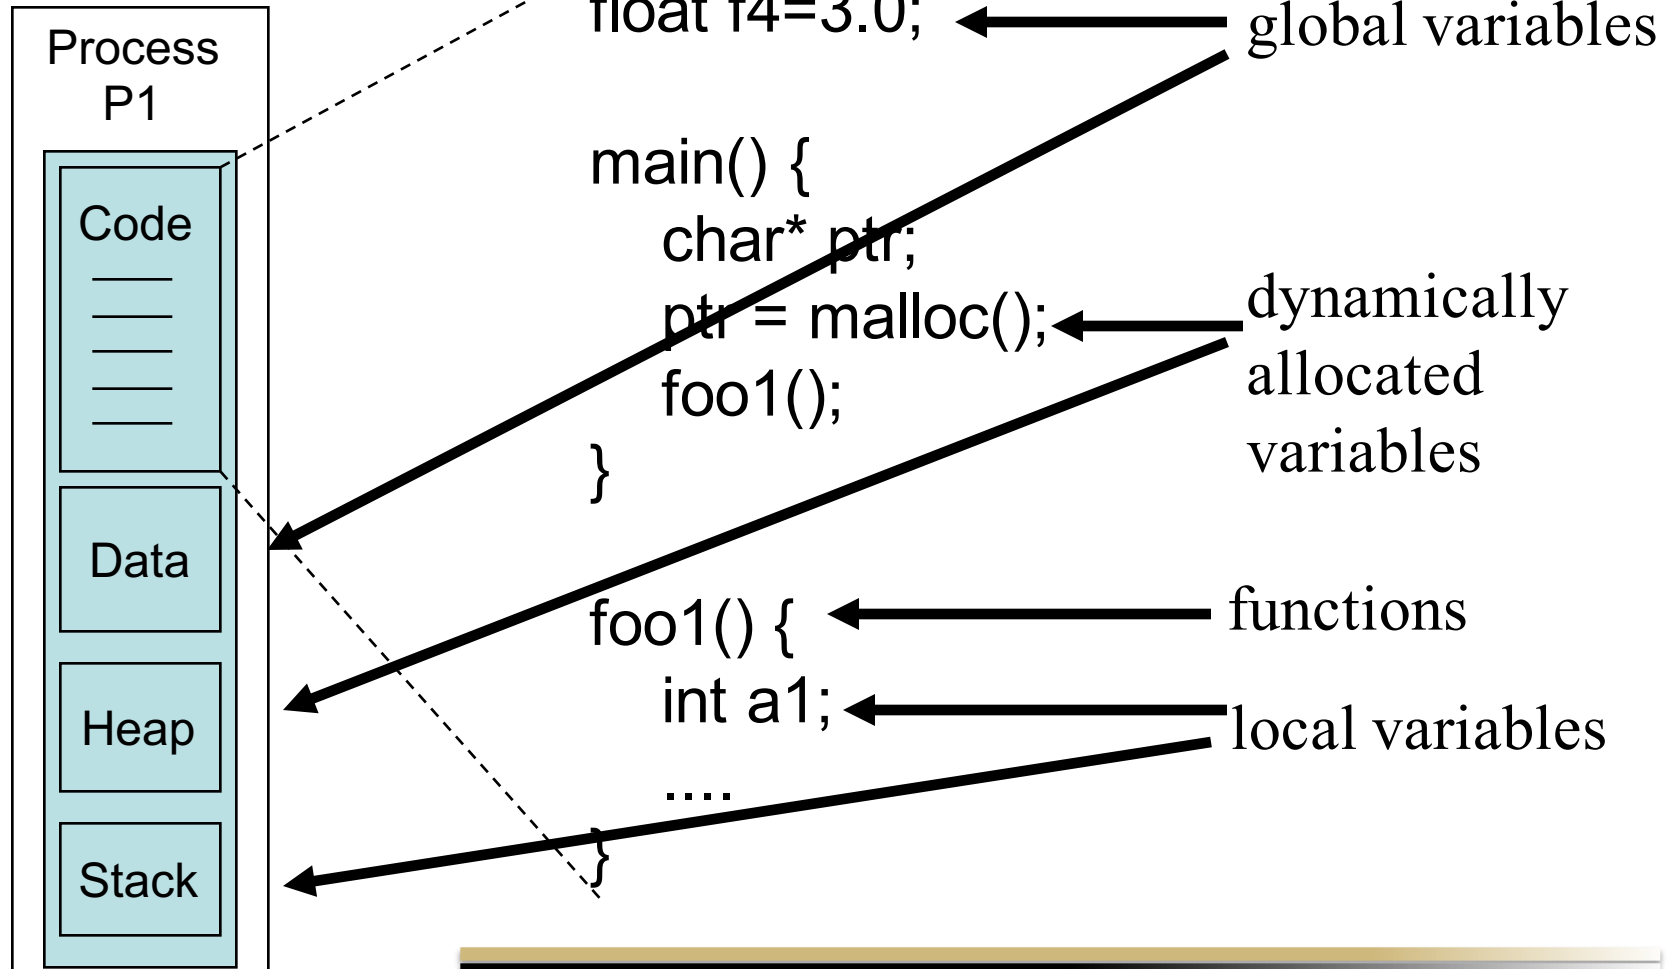 Process
P1
Code
Data
Heap
Stack
float f4=3.0;
main() {
char* ptr;
ptr = malloc();
foo1();
}
foo1() {
int a1;
....
}
global variables
dynamically
allocated
variables
functions
local variables